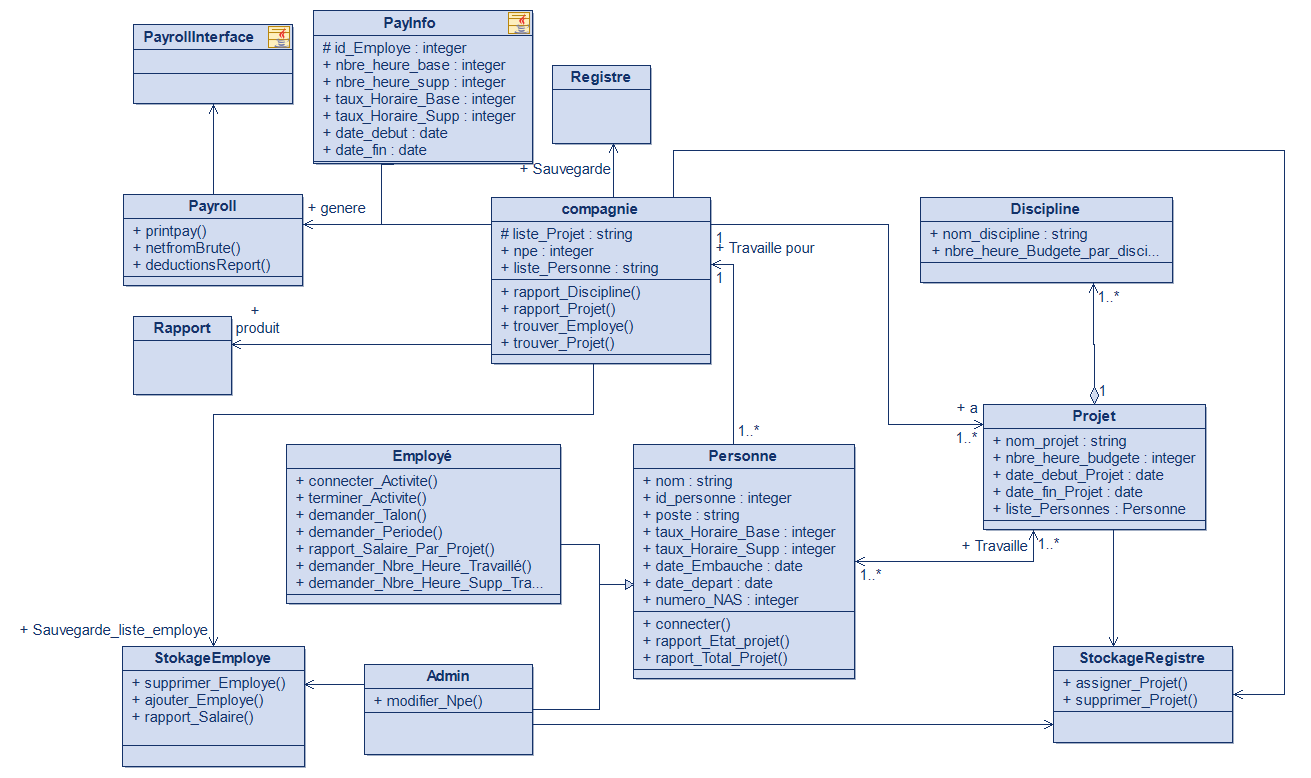 PayrollInterface
PayInfo
# id_Employe : integer
+ nbre_heure_base : integer
+ nbre_heure_supp : integer
+ taux_Horaire_Base : integer
+ taux_Horaire_Supp : integer
+ date_debut : date
+ date_fin : date
Registre
+ Sauvegarde
Payroll
+ printpay()
+ netfromBrute()
+ deductionsReport()
+ genere
compagnie
# liste_Projet : string
+ npe : integer
+ liste_Personne : string
+ rapport_Discipline()
+ rapport_Projet()
+ trouver_Employe()
+ trouver_Projet()
1
+ Travaille pour
1
Discipline
+ nom_discipline : string
+ nbre_heure_Budgete_par_disci...
1..*
Rapport
+
produit
1
+ a
1..*
Projet
+ nom_projet : string
+ nbre_heure_budgete : integer
+ date_debut_Projet : date
+ date_fin_Projet : date
+ liste_Personnes : Personne
1..*
Employé
+ connecter_Activite()
+ terminer_Activite()
+ demander_Talon()
+ demander_Periode()
+ rapport_Salaire_Par_Projet()
+ demander_Nbre_Heure_Travaillé()
+ demander_Nbre_Heure_Supp_Tra...
Personne
+ nom : string
+ id_personne : integer
+ poste : string
+ taux_Horaire_Base : integer
+ taux_Horaire_Supp : integer
+ date_Embauche : date
+ date_depart : date
+ numero_NAS : integer
+ connecter()
+ rapport_Etat_projet()
+ raport_Total_Projet()
+ Travaille
1..*
1..*
+ Sauvegarde_liste_employe
StokageEmploye
+ supprimer_Employe()
+ ajouter_Employe()
+ rapport_Salaire()
Admin
+ modifier_Npe()
StockageRegistre
+ assigner_Projet()
+ supprimer_Projet()